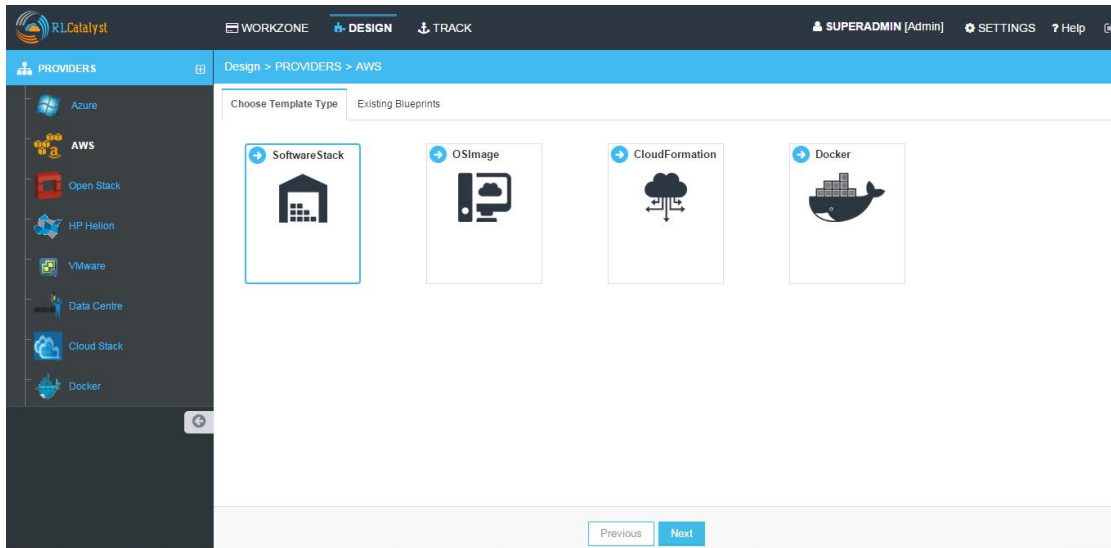 RLCatalyst
WORKZONE DESIGN TRACK SUPERADMIN [Admin] SETTINGS ? Help
PROVIDERS
Design > PROVIDERS > AWS
Choose Template Type Existing Blueprints
Azure
AWS
Open Stack
HP Helion
VMware
Data Centre
Cloud Stack
Docker
SoftwareStack OSImage CloudFormation Docker
Previous Next